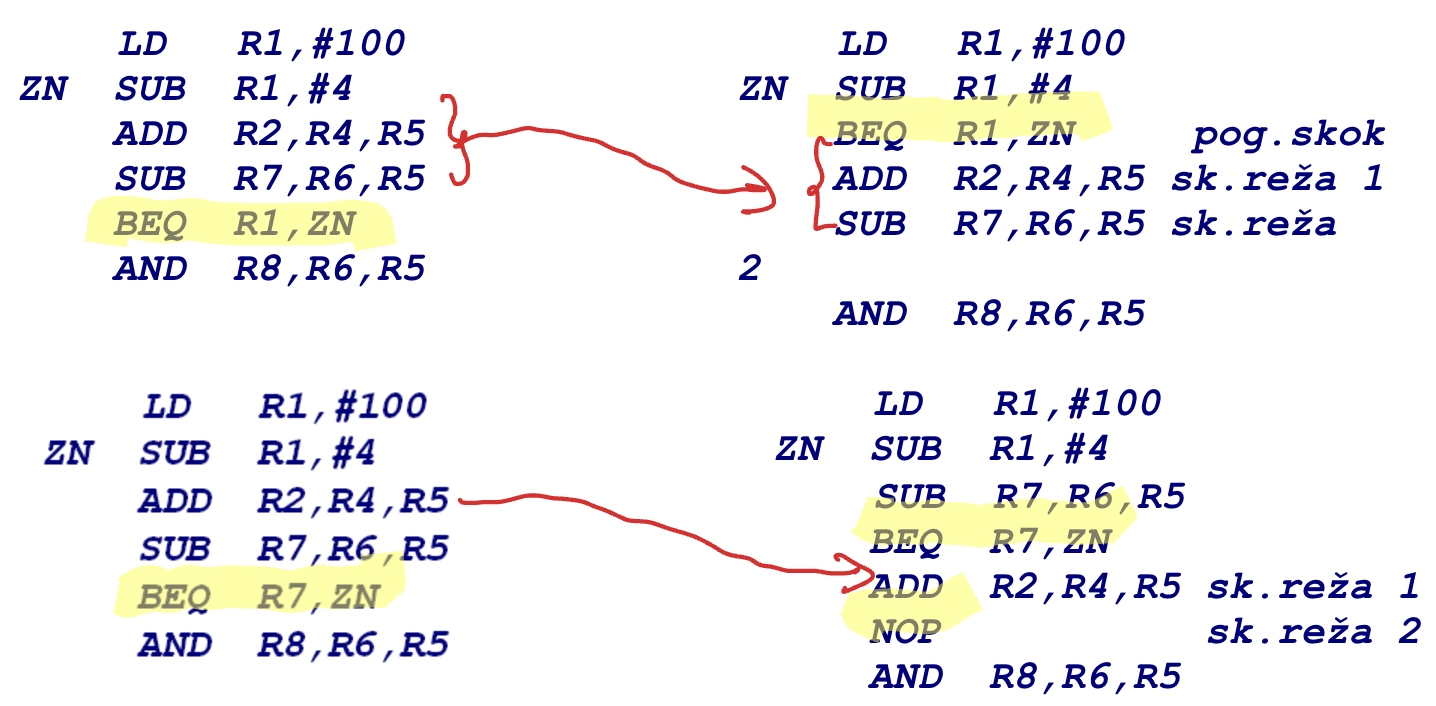 LD R1,#100
ZN SUB R1,#4
ADD R2,R4,R5
SUB R7,R6,R5
BEQ R1,ZN
AND R8,R6,R5
LD R1,#100
ZN SUB R1,#4
BEQ R1,ZN pog.skok
ADD R2,R4,R5 sk.reža 1
SUB R7,R6,R5 sk.reža
2
AND R8,R6,R5
LD R1,#100
ZN SUB R1,#4
ADD R2,R4,R5
SUB R7,R6,R5
BEQ R7,ZN
AND R8,R6,R5
LD R1,#100
ZN SUB R1,#4
SUB R7,R6,R5
BEQ R7,ZN
ADD R2,R4,R5 sk.reža 1
NOP sk.reža 2
AND R8,R6,R5